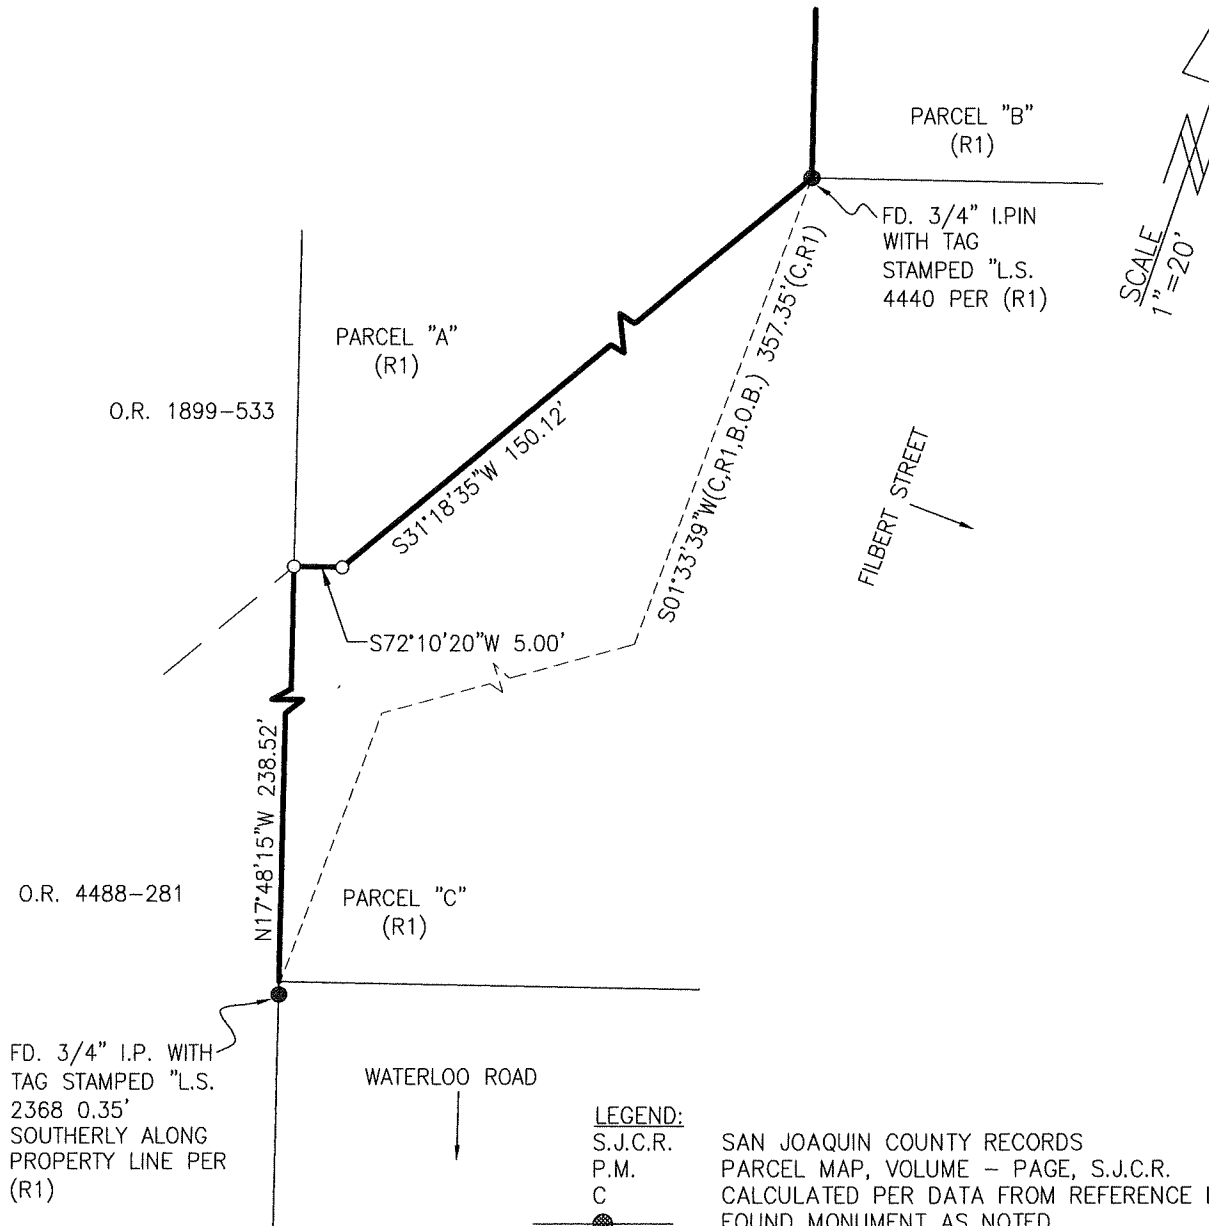 PARCEL "B"
(R1)
FD. 3/4" I.PIN
WITH TAG
STAMPED "L.S.
4440 PER (R1)
SCALE
1"=20'
PARCEL "A"
(R1)
O.R. 1899-533
S31°18'35"W 150.12'
S01°33'39"W(C,R1,B.O.B.) 357.35'(C,R1)
FILBERT STREET
S72°10'20"W 5.00'
N17°48'15"W 238.52'
O.R. 4488-281
PARCEL "C"
(R1)
FD. 3/4" I.P. WITH
TAG STAMPED "L.S.
2368 0.35'
SOUTHERLY ALONG
PROPERTY LINE PER
(R1)
WATERLOO ROAD
LEGEND:
S.J.C.R. SAN JOAQUIN COUNTY RECORDS
P.M. PARCEL MAP, VOLUME - PAGE, S.J.C.R.
C CALCULATED PER DATA FROM REFERENCE
FOUND MONUMENT AS NOTED